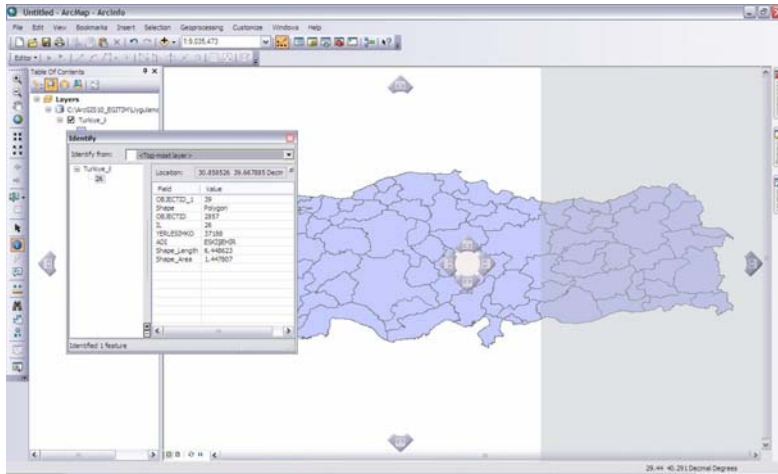 Untitled - ArcMap - ArcInfo
File Edit View Bookmarks Insert Selection Geoprocessing Customize Windows Help
1:9.035.473
Editor
Table Of Contents
Layers
Turkiye_il
Identify
Identify from: <Top-most layer>
Turkiye_il
26
Location: 30.858526 39.667885 Decim
Field Value
OBJECTID_1 39
Shape Polygon
OBJECTID 2857
IL 26
YERLESIMKO
ADI ESKİŞEHİR
Shape_Length 6.448623
Shape_Area 1.447807
Identified 1 feature
29.44 40.291 Decimal Degrees